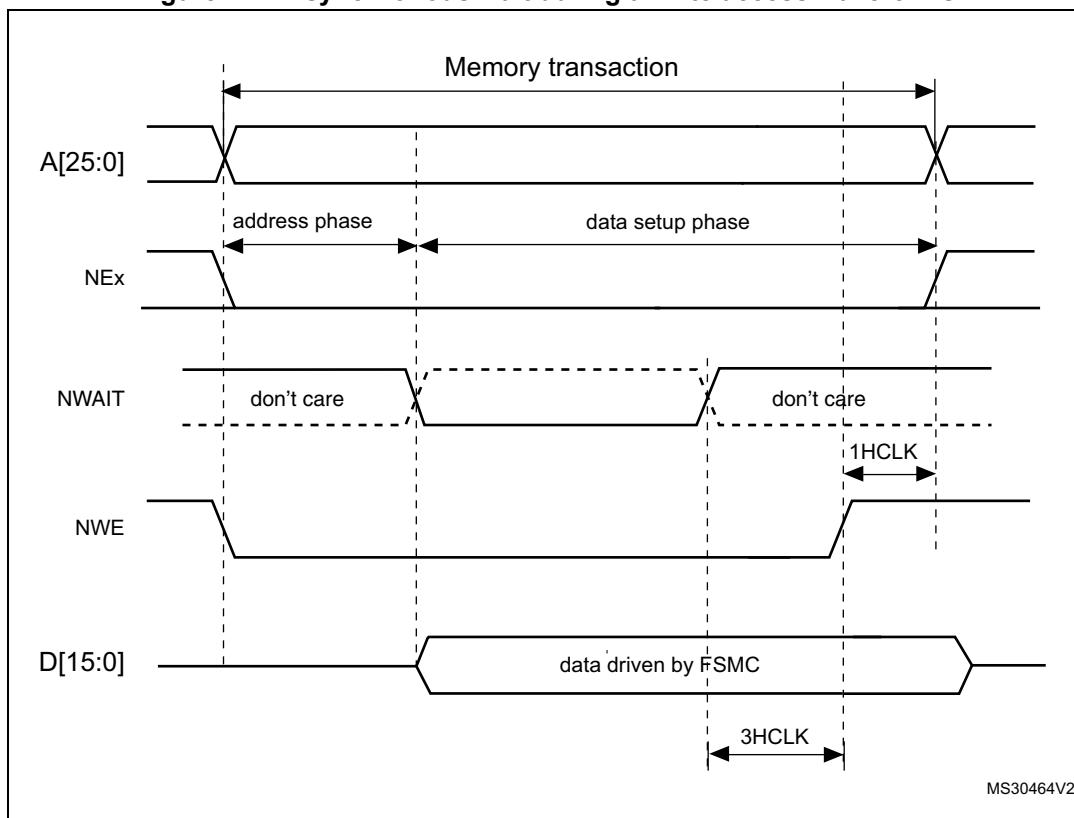 Memory transaction
A[25:0]
address phase
data setup phase
NEx
NWAIT
don't care
don't care
1HCLK
NWE
D[15:0]
data driven by FSMC
3HCLK
MS30464V2